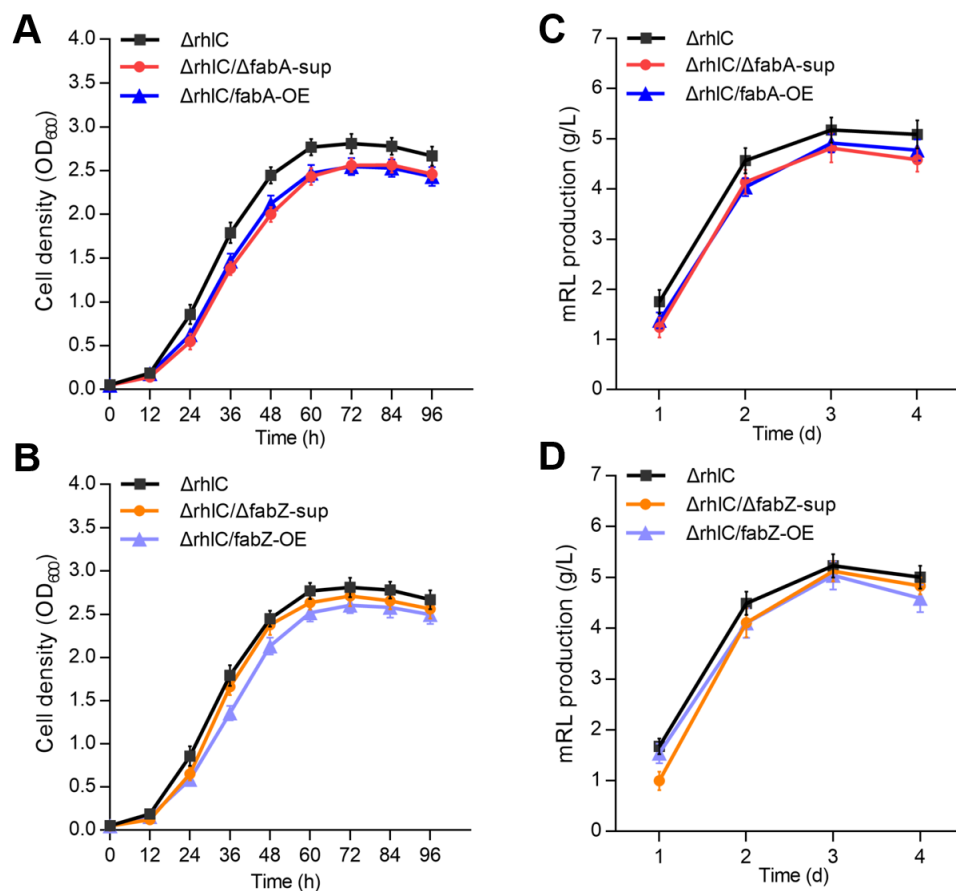 A
ΔrhlC
ΔrhlC/ΔfabA-sup
ΔrhlC/fabA-OE
Cell density (OD600)
4.0
3.5
3.0
2.5
2.0
1.5
1.0
0.5
0.0
0 12 24 36 48 60 72 84 96
Time (h)
C
ΔrhlC
ΔrhlC/ΔfabA-sup
ΔrhlC/fabA-OE
mRL production (g/L)
7
6
5
4
3
2
1
0
1 2 3 4
Time (d)
B
ΔrhlC
ΔrhlC/ΔfabZ-sup
ΔrhlC/fabZ-OE
Cell density (OD600)
4.0
3.5
3.0
2.5
2.0
1.5
1.0
0.5
0.0
0 12 24 36 48 60 72 84 96
Time (h)
D
ΔrhlC
ΔrhlC/ΔfabZ-sup
ΔrhlC/fabZ-OE
mRL production (g/L)
7
6
5
4
3
2
1
0
1 2 3 4
Time (d)